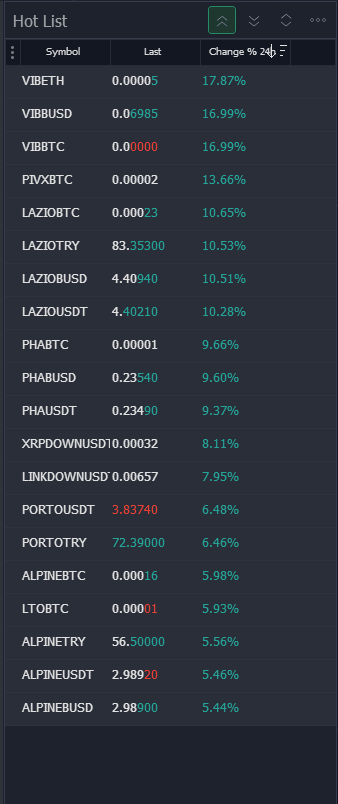 Hot List
Symbol Last Change % 24h
VIBETH 0.00005 17.87%
VIBBUSD 0.06985 16.99%
VIBBTC 0.00000 16.99%
PIVXBTC 0.00002 13.66%
LAZIOBTC 0.00023 10.65%
LAZIOTRY 83.35300 10.53%
LAZIOBUSD 4.40940 10.51%
LAZIOUSDT 4.40210 10.28%
PHABTC 0.00001 9.66%
PHABUSD 0.23540 9.60%
PHAUSDT 0.23490 9.37%
XRPDOWNUSDT 0.00032 8.11%
LINKDOWNUSDT 0.00657 7.95%
PORTOUSDT 3.83740 6.48%
PORTOTRY 72.39000 6.46%
ALPINEBTC 0.00016 5.98%
LTOBTC 0.00001 5.93%
ALPINETRY 56.50000 5.56%
ALPINEUSDT 2.98920 5.46%
ALPINEBUSD 2.98900 5.44%